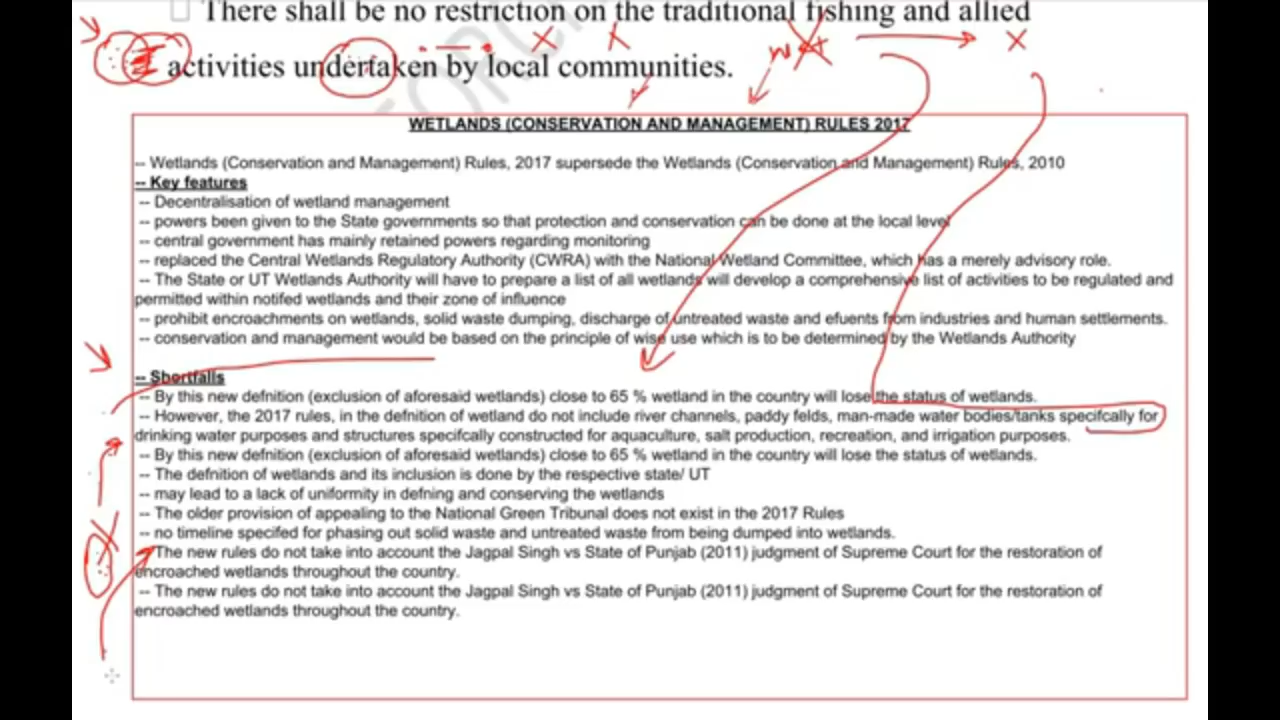 There shall be no restriction on the traditional fishing and allied
activities undertaken by local communities.
WETLANDS (CONSERVATION AND MANAGEMENT) RULES 2017
-- Wetlands (Conservation and Management) Rules, 2017 supersede the Wetlands (Conservation and Management) Rules, 2010
-- Key features
-- Decentralisation of wetland management
-- powers been given to the State governments so that protection and conservation can be done at the local level
-- central government has mainly retained powers regarding monitoring
-- replaced the Central Wetlands Regulatory Authority (CWRA) with the National Wetland Committee, which has a merely advisory role.
-- The State or UT Wetlands Authority will have to prepare a list of all wetlands will develop a comprehensive list of activities to be regulated and
permitted within notifed wetlands and their zone of influence
-- prohibit encroachments on wetlands, solid waste dumping, discharge of untreated waste and efuents from industries and human settlements.
-- conservation and management would be based on the principle of wise use which is to be determined by the Wetlands Authority
-- Shortfalls
-- By this new defnition (exclusion of aforesaid wetlands) close to 65 % wetland in the country will lose the status of wetlands.
-- However, the 2017 rules, in the defnition of wetland do not include river channels, paddy felds, man-made water bodies/tanks specifcally for
drinking water purposes and structures specifcally constructed for aquaculture, salt production, recreation, and irrigation purposes.
-- By this new defnition (exclusion of aforesaid wetlands) close to 65 % wetland in the country will lose the status of wetlands.
-- The defnition of wetlands and its inclusion is done by the respective state/ UT
-- may lead to a lack of uniformity in defning and conserving the wetlands
-- The older provision of appealing to the National Green Tribunal does not exist in the 2017 Rules
-- no timeline specifed for phasing out solid waste and untreated waste from being dumped into wetlands.
The new rules do not take into account the Jagpal Singh vs State of Punjab (2011) judgment of Supreme Court for the restoration of
encroached wetlands throughout the country.
-- The new rules do not take into account the Jagpal Singh vs State of Punjab (2011) judgment of Supreme Court for the restoration of
encroached wetlands throughout the country.